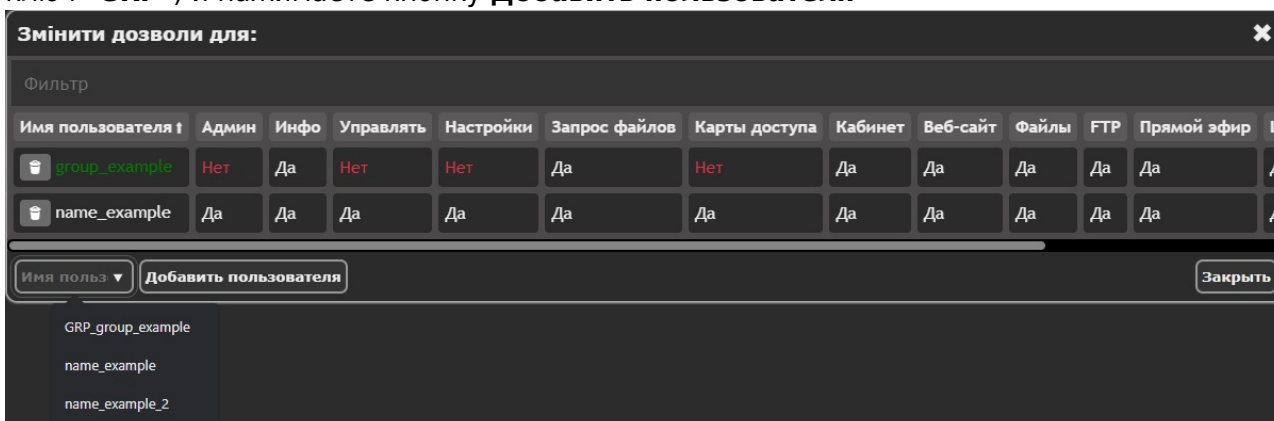 Змінити дозволи для:
Фильтр
Имя пользователя Админ Инфо Управлять Настройки Запрос файлов Карты доступа Кабинет Веб-сайт Файлы FTP Прямой эфир
group_example Нет Да Нет Нет Да Нет Да Да Да Да Да
name_example Да Да Да Да Да Да Да Да Да Да Да
Имя польз Добавить пользователя Закрыть
GRP_group_example
name_example
name_example_2